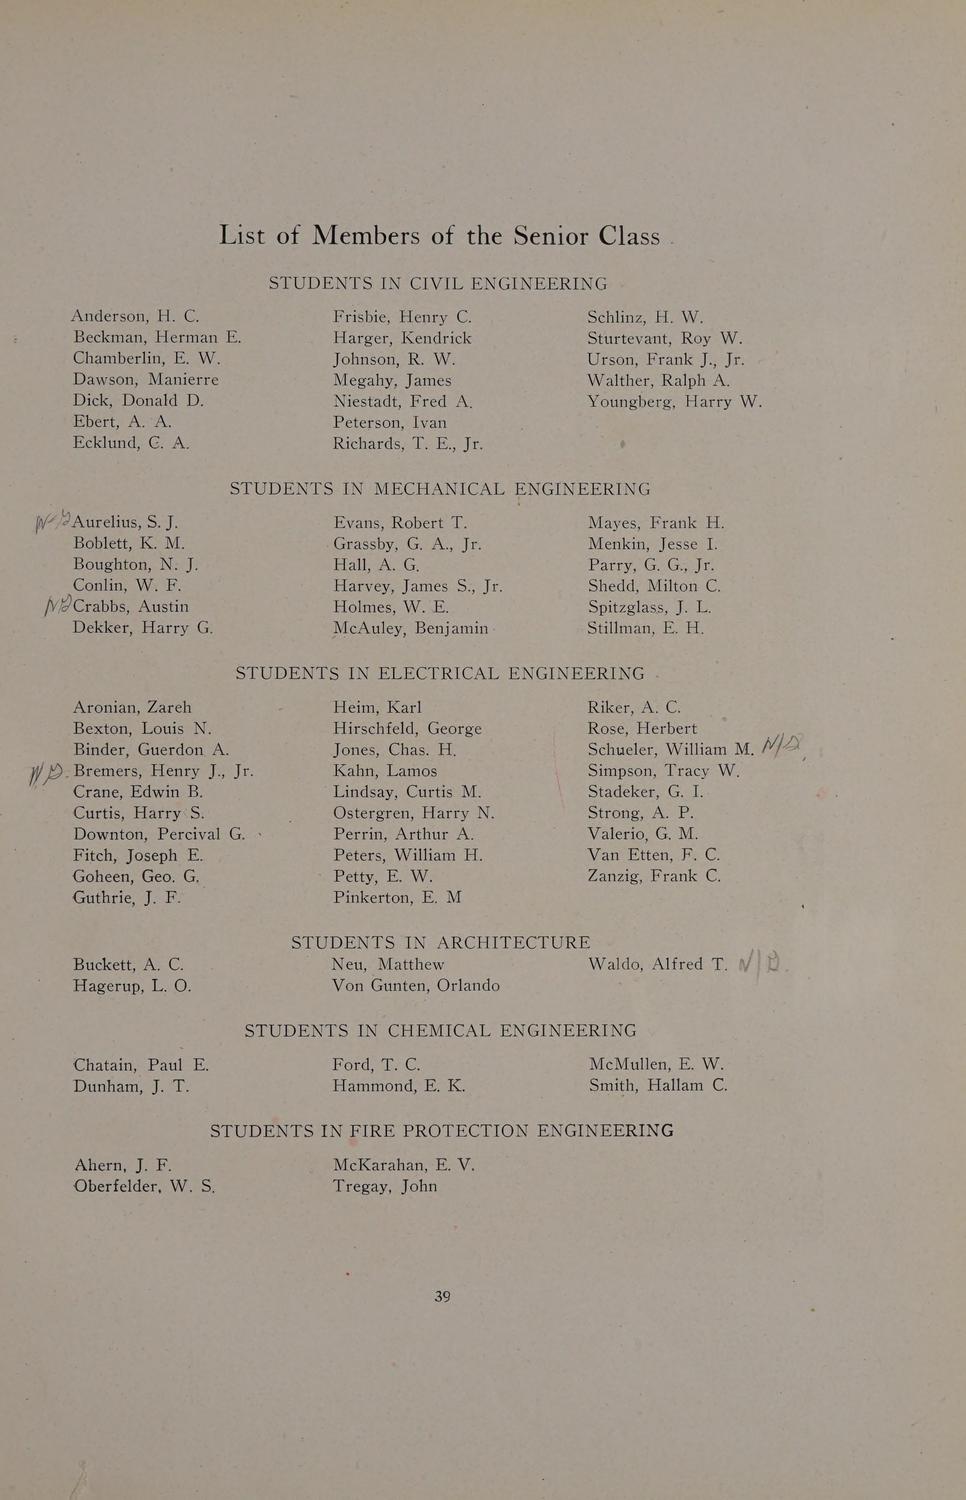 List of Members of the Senior Class
STUDENTS IN CIVIL ENGINEERING
Anderson, H. C.
Beckman, Herman E.
Chamberlin, E. W.
Dawson, Manierre
Dick, Donald D.
Ebert, A. A.
Ecklund, G. A.
Frisbie, Henry C.
Harger, Kendrick
Johnson, R. W.
Megahy, James
Niestadt, Fred A.
Peterson, Ivan
Richards, T. E., Jr.
Schlinz, H. W.
Sturtevant, Roy W.
Urson, Frank J., Jr.
Walther, Ralph A.
Youngberg, Harry W.
STUDENTS IN MECHANICAL ENGINEERING
Aurelius, S. J.
Boblett, K. M.
Boughton, N. J.
Conlin, W. F.
Crabbs, Austin
Dekker, Harry G.
Evans, Robert T.
Grassby, G. A., Jr.
Hall, A. G.
Harvey, James S., Jr.
Holmes, W. E.
McAuley, Benjamin
Mayes, Frank H.
Menkin, Jesse I.
Parry, G. G., Jr.
Shedd, Milton C.
Spitzglass, J. L.
Stillman, E. H.
STUDENTS IN ELECTRICAL ENGINEERING
Aronian, Zareh
Bexton, Louis N.
Binder, Guerdon A.
Bremers, Henry J., Jr.
Crane, Edwin B.
Curtis, Harry S.
Downton, Percival G.
Fitch, Joseph E.
Goheen, Geo. G.
Guthrie, J. F.
Heim, Karl
Hirschfeld, George
Jones, Chas. H.
Kahn, Lamos
Lindsay, Curtis M.
Ostergren, Harry N.
Perrin, Arthur A.
Peters, William H.
Petty, E. W.
Pinkerton, E. M
Riker, A. C.
Rose, Herbert
Schueler, William M. N/D
Simpson, Tracy W.
Stadeker, G. I.
Strong, A. P.
Valerio, G. M.
Van Etten, F. C.
Zanzig, Frank C.
STUDENTS IN ARCHITECTURE
Buckett, A. C.
Hagerup, L. O.
Neu, Matthew
Von Gunten, Orlando
Waldo, Alfred T.
STUDENTS IN CHEMICAL ENGINEERING
Chatain, Paul E.
Dunham, J. T.
Ford, T. C.
Hammond, E. K.
McMullen, E. W.
Smith, Hallam C.
STUDENTS IN FIRE PROTECTION ENGINEERING
Ahern, J. F.
Oberfelder, W. S.
McKarahan, E. V.
Tregay, John
39